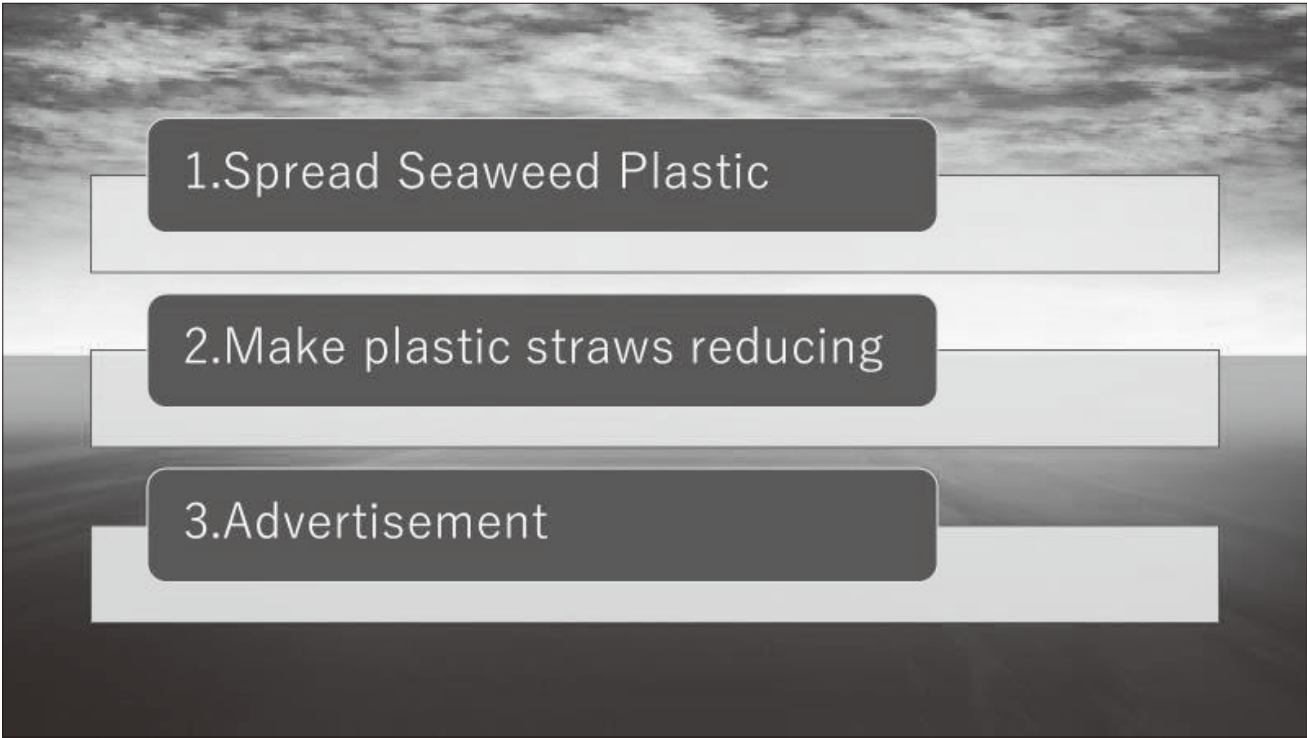 1.Spread Seaweed Plastic
2.Make plastic straws reducing
3.Advertisement